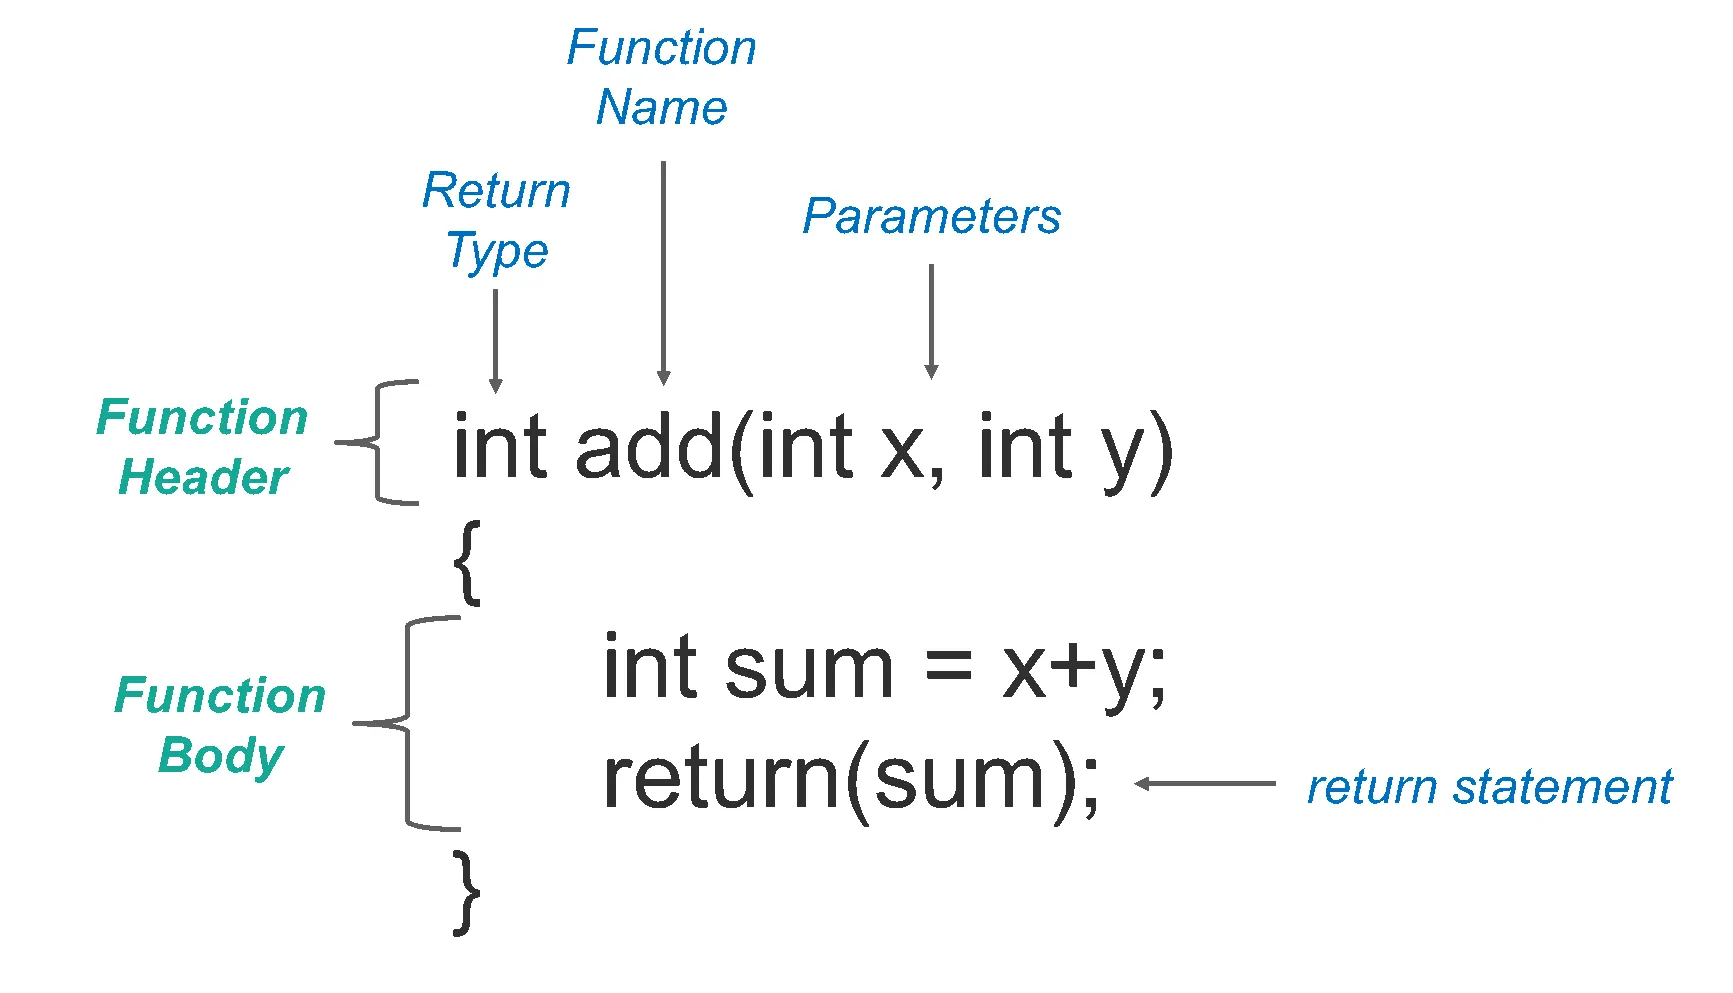 Function
Name
Return
Type
Parameters
Function
Header
int add(int x, int y)
{
Function
Body
int sum = x+y;
return(sum);
return statement
}